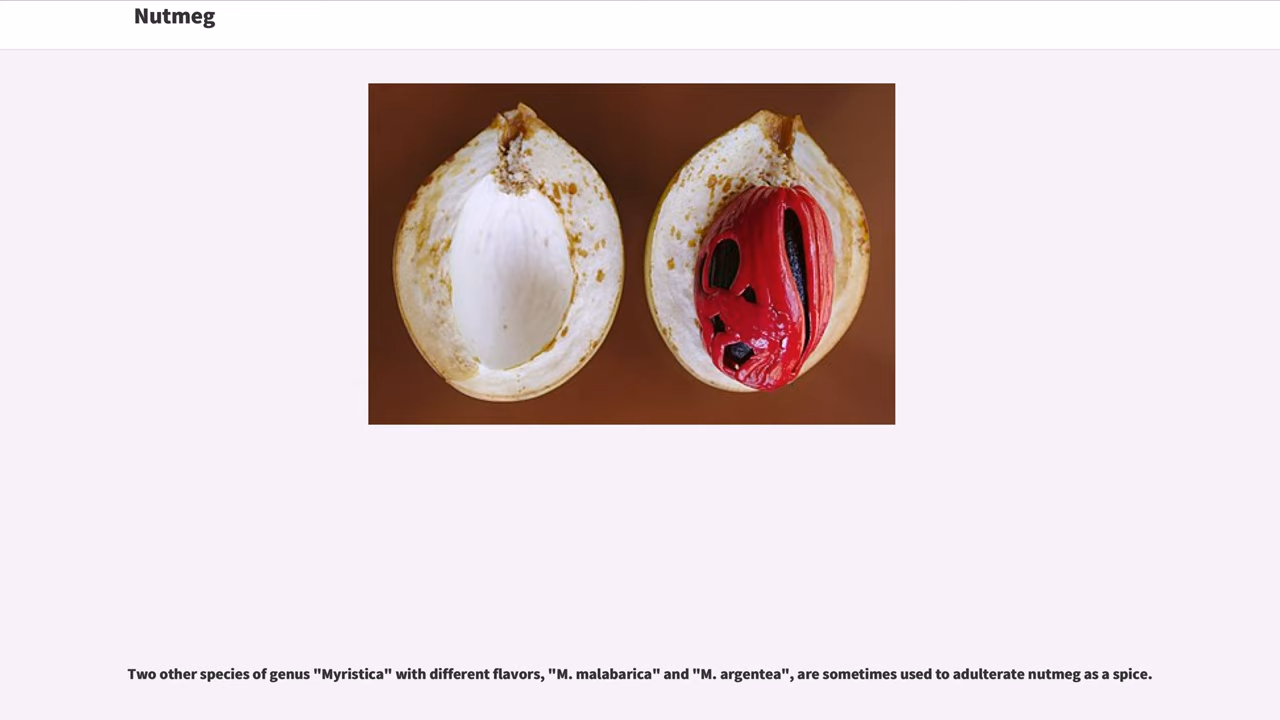 Nutmeg
Two other species of genus "Myristica" with different flavors, "M. malabarica" and "M. argentea", are sometimes used to adulterate nutmeg as a spice.